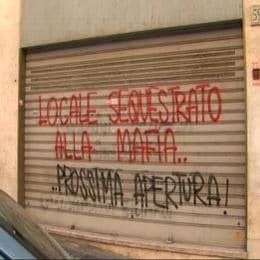 LOCALE SEQUESTRATO
ALLA MAFIA..
..PROSSIMA APERTURA!